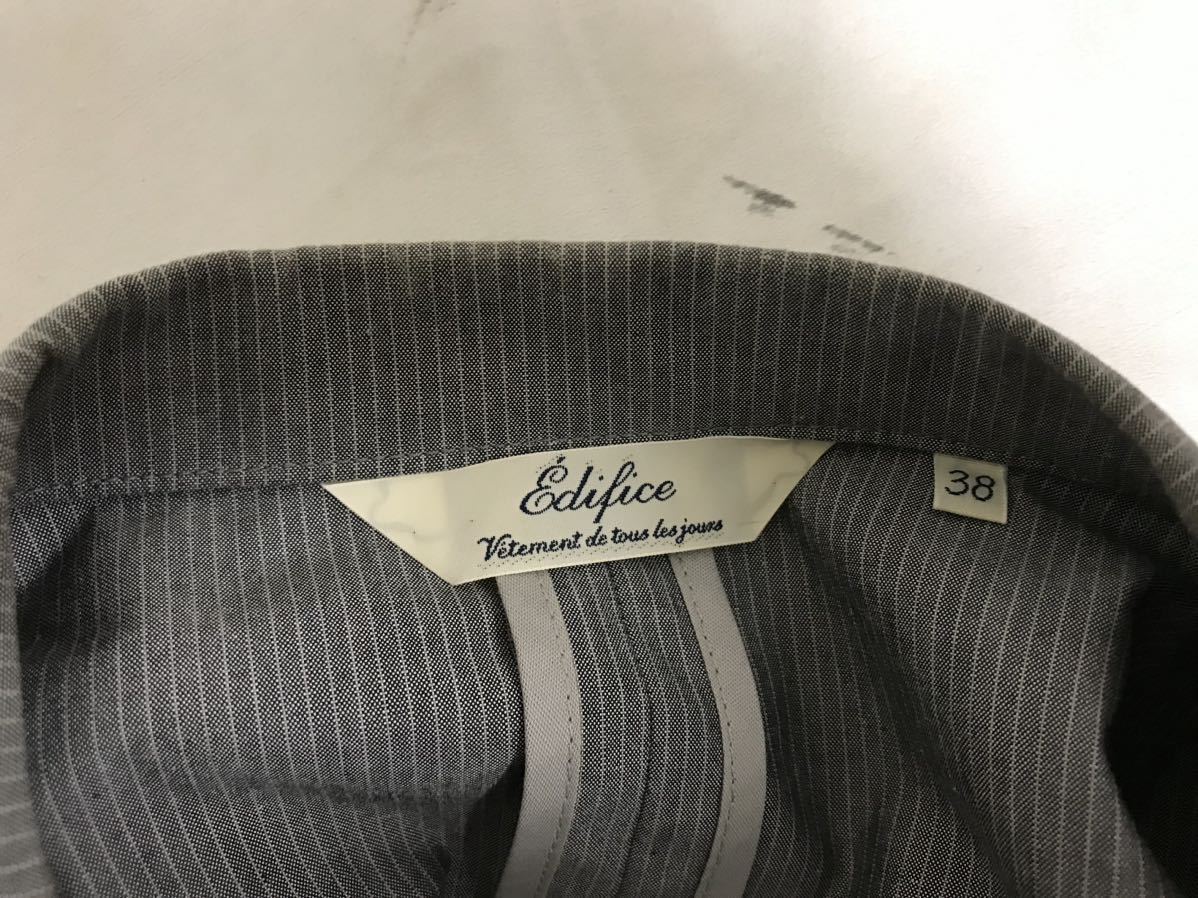 Édifice
Vêtement de tous les jours
38